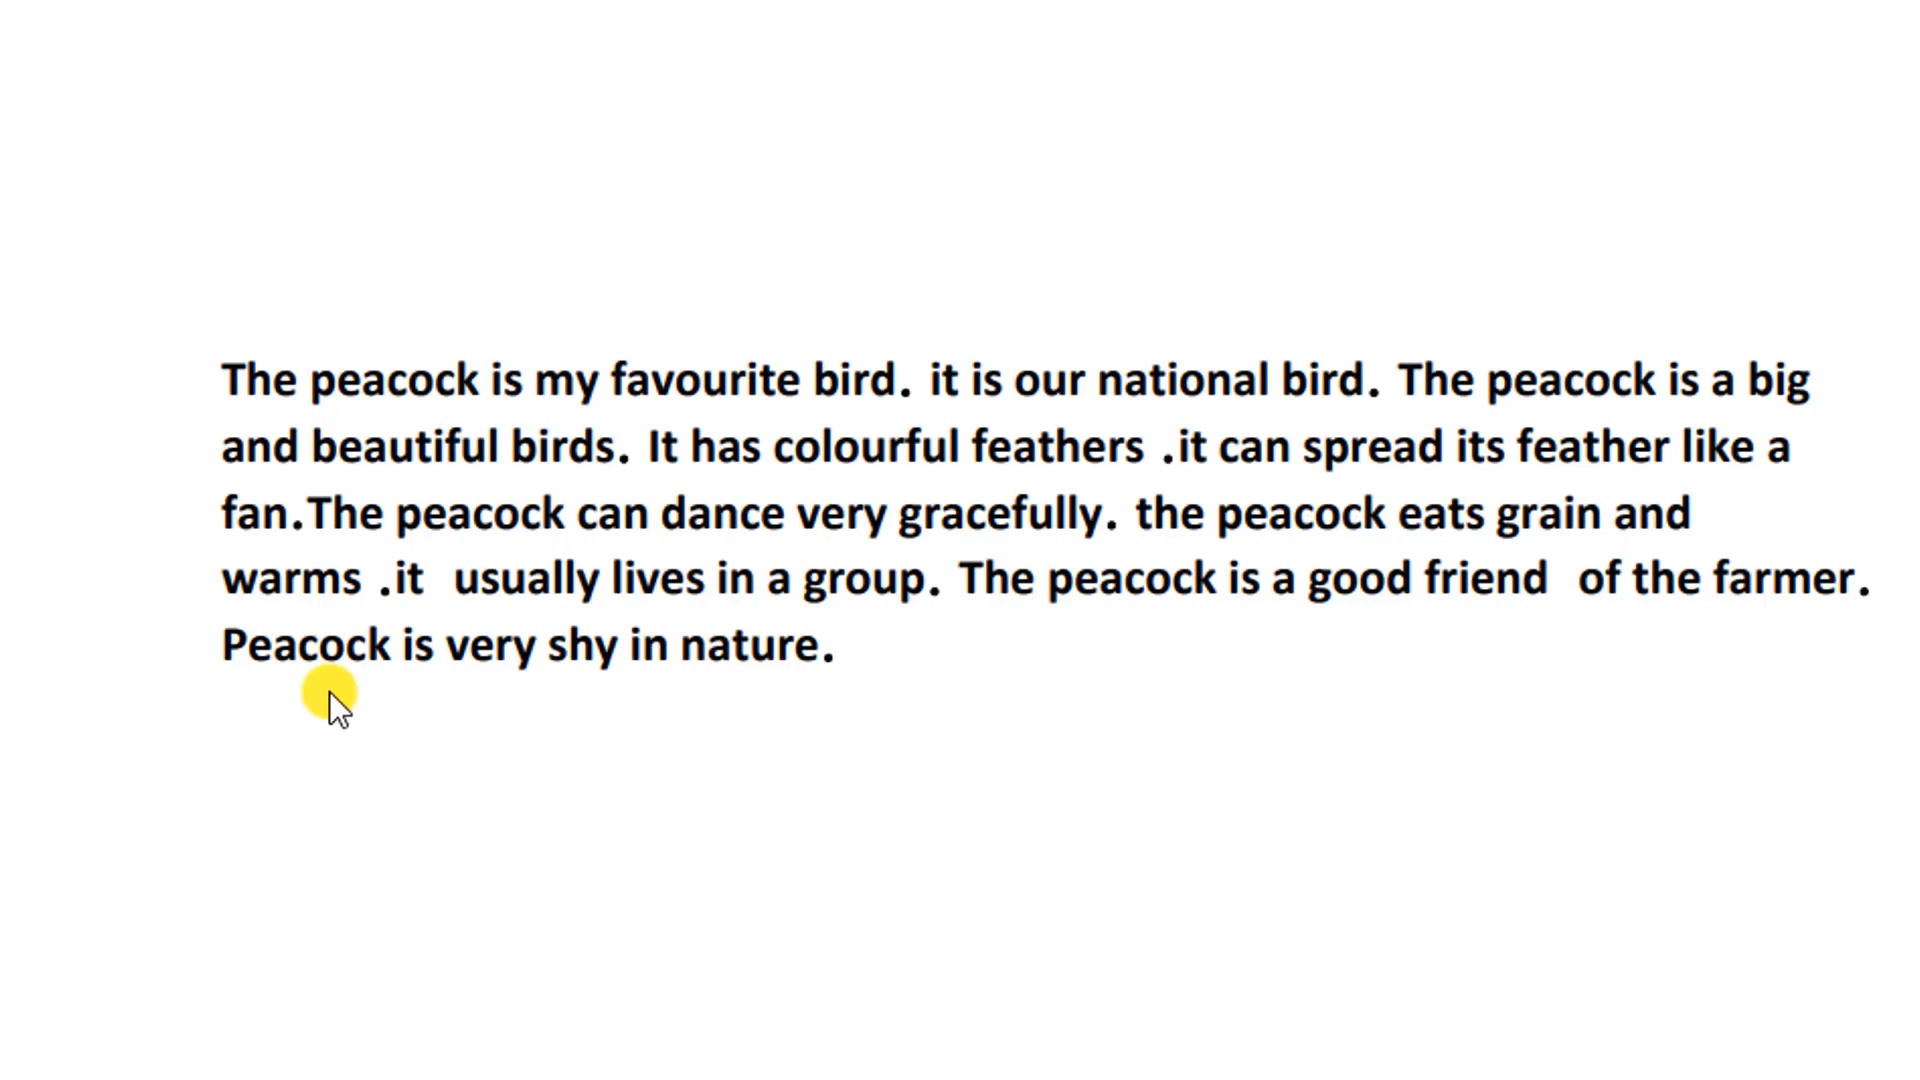 The peacock is my favourite bird. it is our national bird. The peacock is a big
and beautiful birds. It has colourful feathers .it can spread its feather like a
fan.The peacock can dance very gracefully. the peacock eats grain and
warms .it usually lives in a group. The peacock is a good friend of the farmer.
Peacock is very shy in nature.